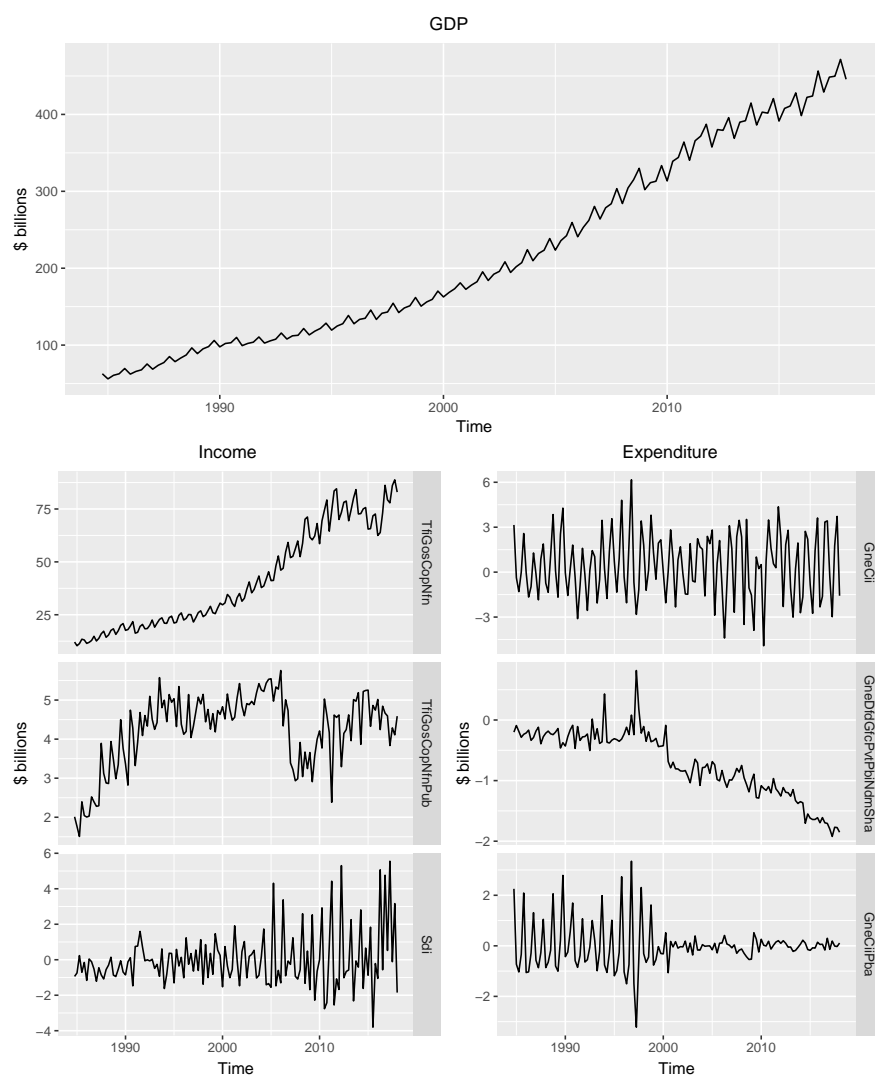 GDP
400
300
200
100
$ billions
1990 2000 2010
Time
Income
75
50
25
TfiGosCopNfn
5
4
3
2
$ billions
TfiGosCopNfnPub
6
4
2
0
−2
−4
Sdi
1990 2000 2010
Time
Expenditure
6
3
0
−3
GneCii
0
−1
−2
$ billions
GneDfdGfcPvtPbiNdmSha
2
0
−2
GneCiiPba
1990 2000 2010
Time